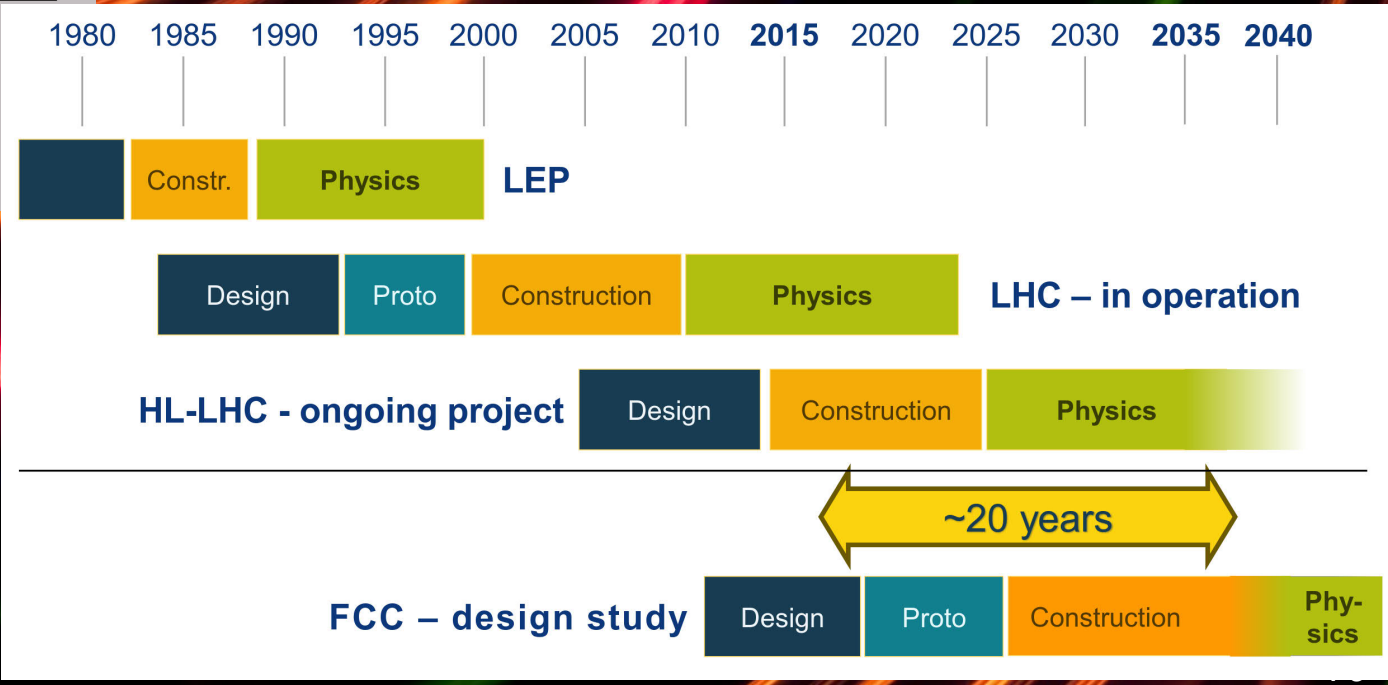 1980 1985 1990 1995 2000 2005 2010 2015 2020 2025 2030 2035 2040
Constr. Physics LEP
Design Proto Construction Physics LHC – in operation
HL-LHC - ongoing project Design Construction Physics
~20 years
FCC – design study Design Proto Construction Phy-
sics